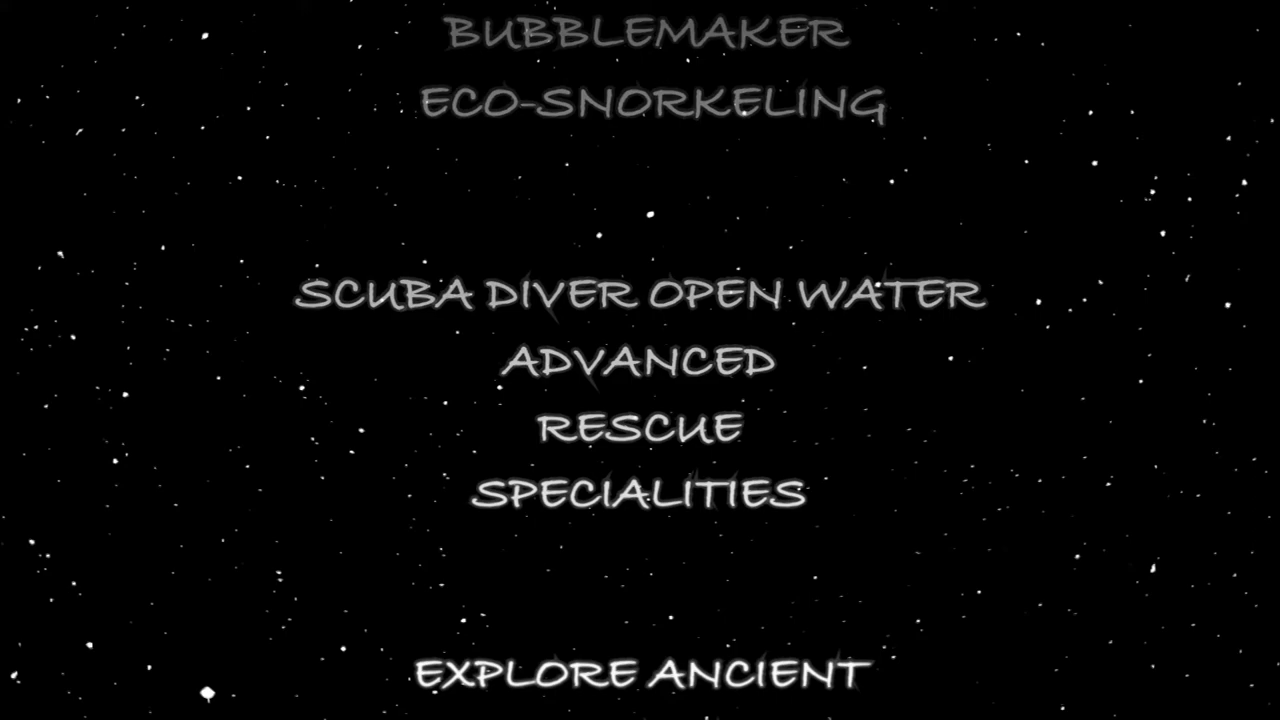 BUBBLEMAKER
ECO-SNORKELING
SCUBA DIVER OPEN WATER
ADVANCED
RESCUE
SPECIALITIES
EXPLORE ANCIENT